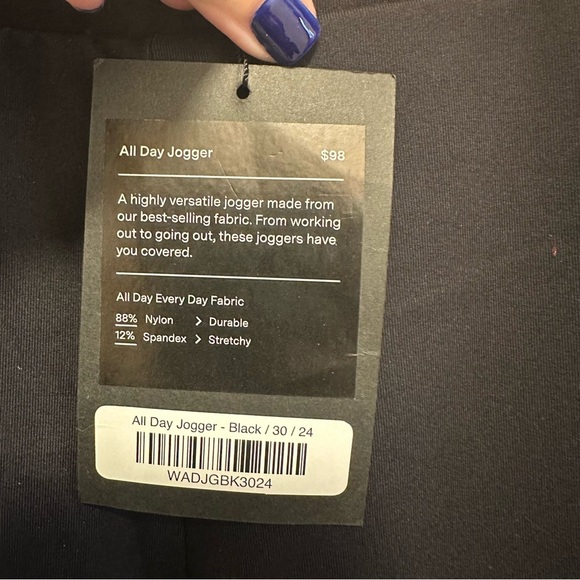 All Day Jogger $98
A highly versatile jogger made from
our best-selling fabric. From working
out to going out, these joggers have
you covered.
All Day Every Day Fabric
88% Nylon > Durable
12% Spandex > Stretchy
All Day Jogger - Black / 30 / 24
WADJGBK3024